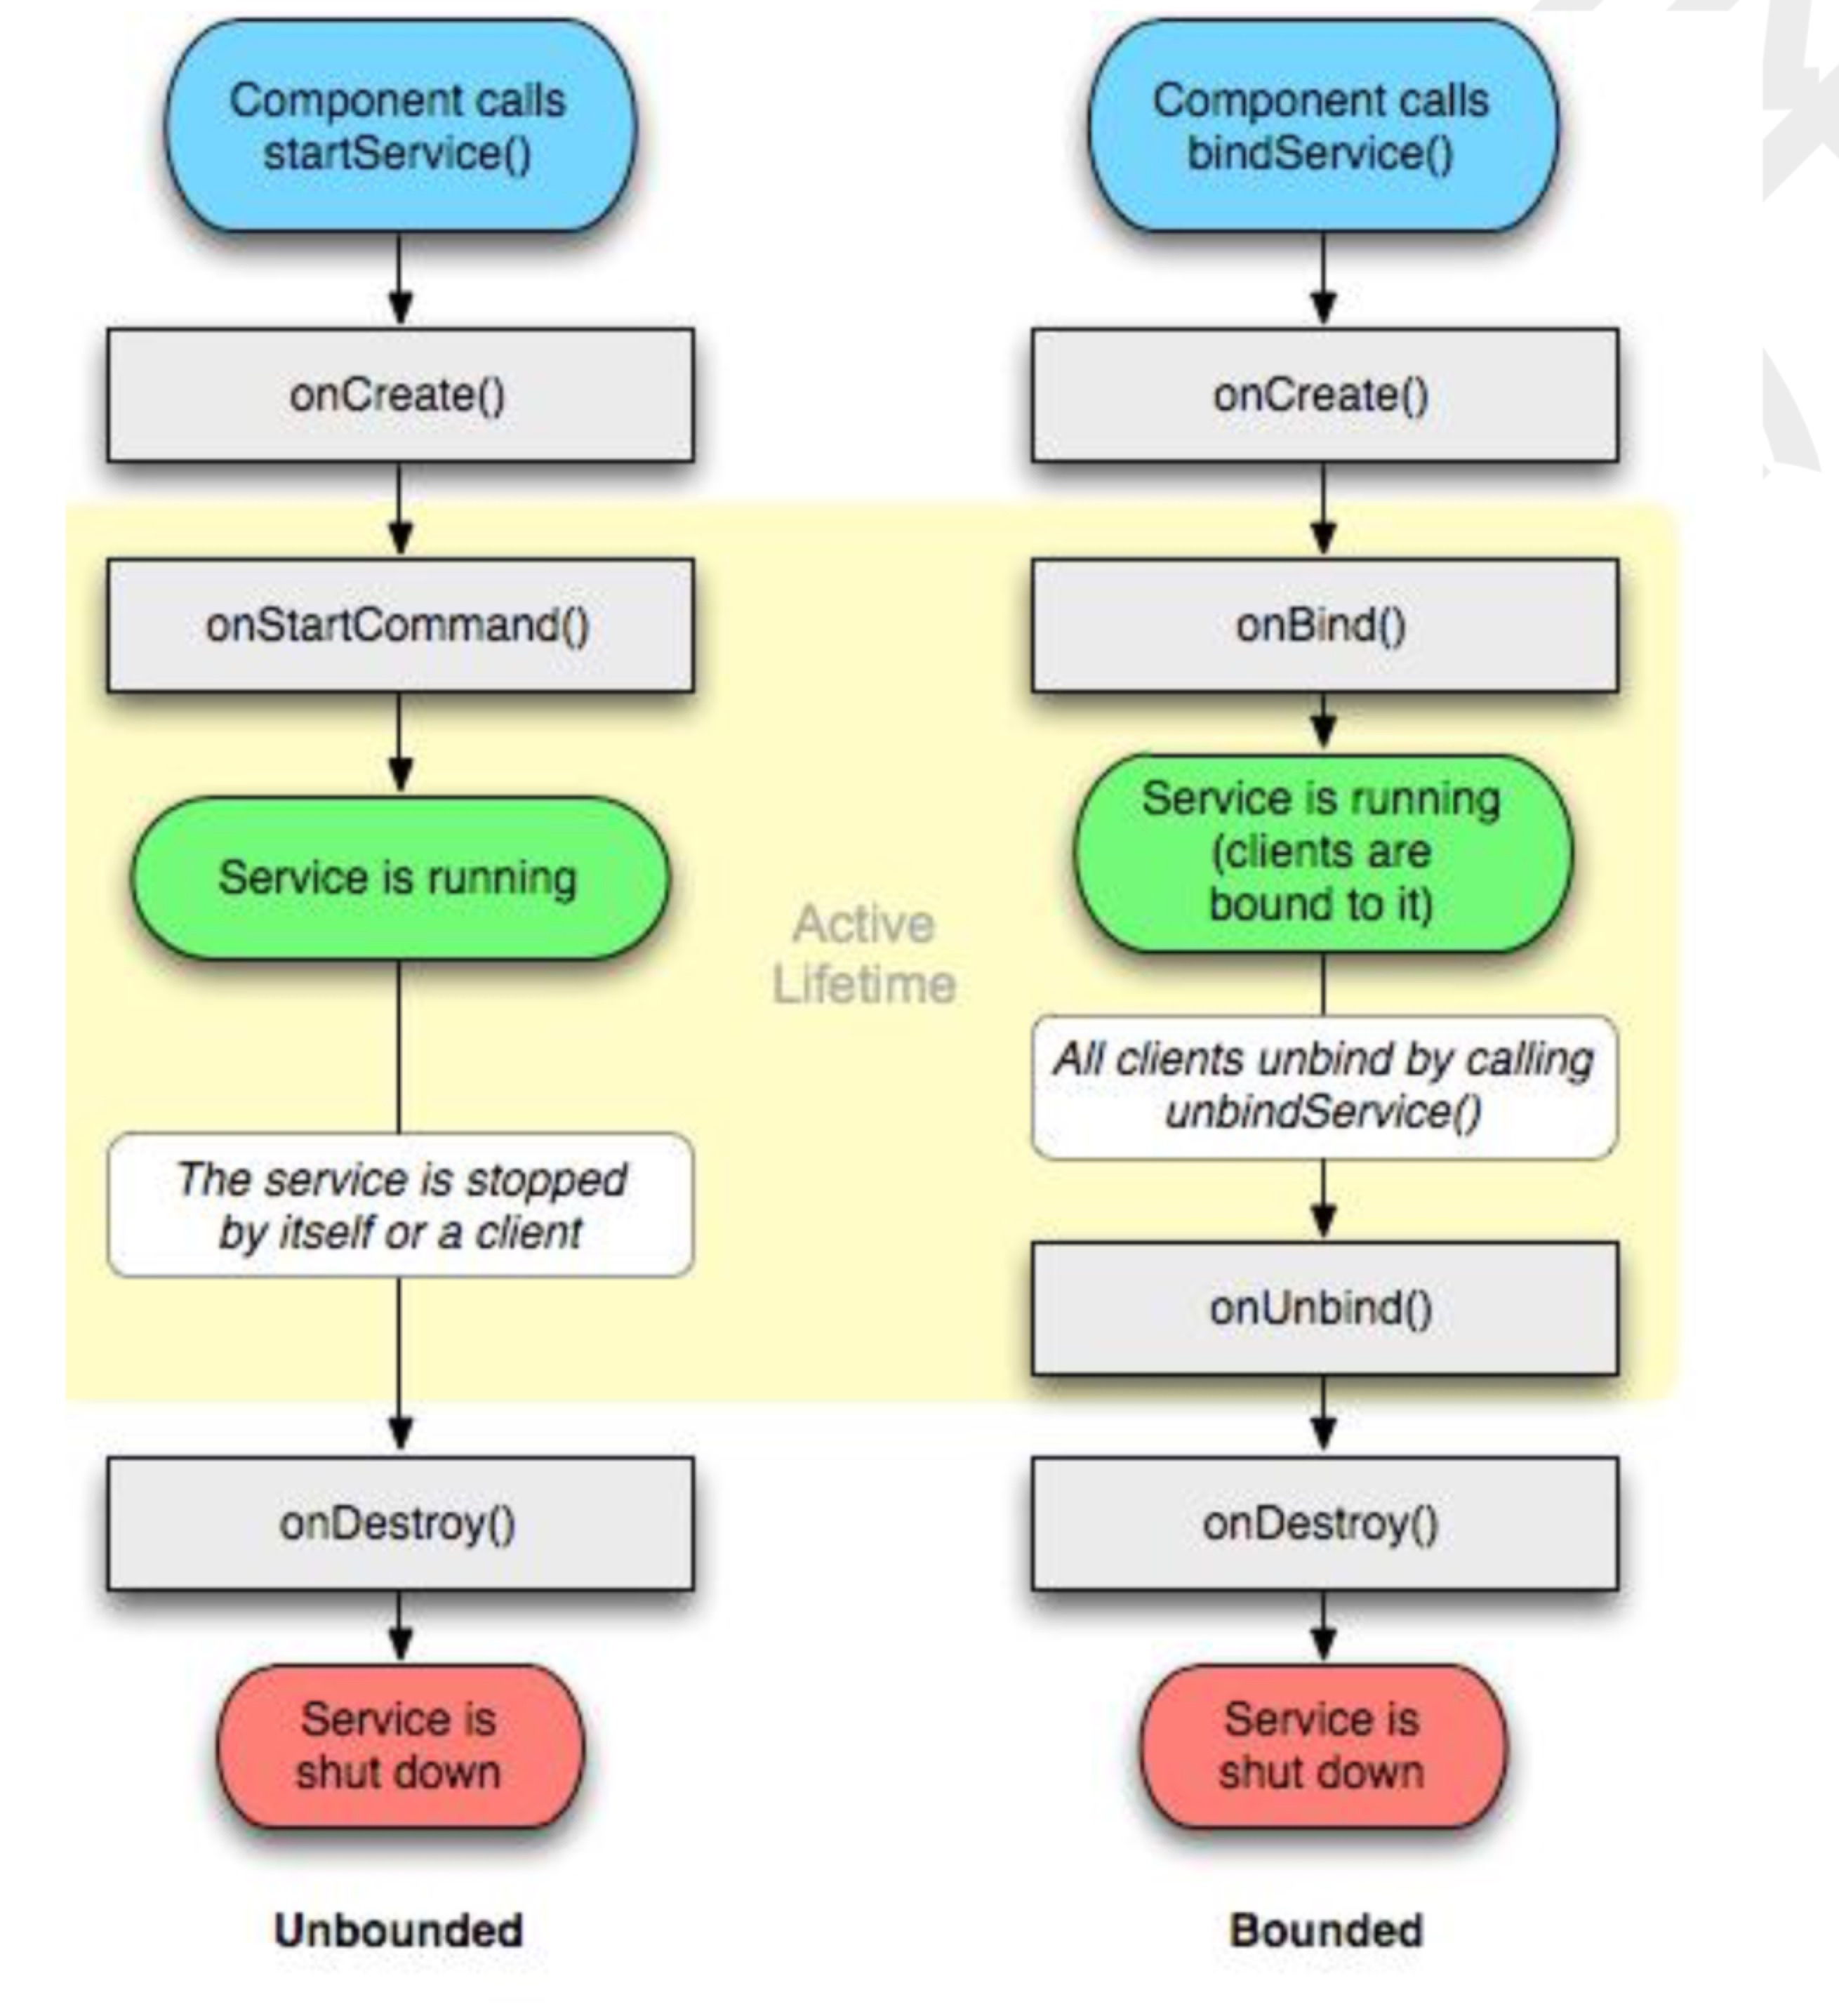 Component calls
startService()
onCreate()
onStartCommand()
Service is running
The service is stopped
by itself or a client
onDestroy()
Service is
shut down
Unbounded
Active
Lifetime
Component calls
bindService()
onCreate()
onBind()
Service is running
(clients are
bound to it)
All clients unbind by calling
unbindService()
onUnbind()
onDestroy()
Service is
shut down
Bounded